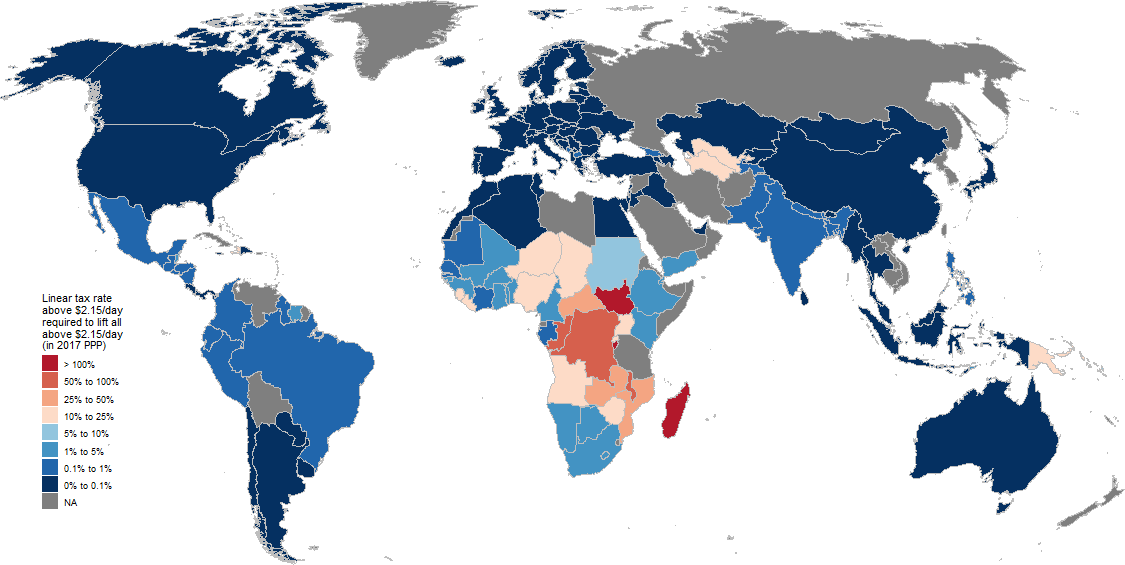 Linear tax rate
above $2.15/day
required to lift all
above $2.15/day
(in 2017 PPP)
> 100%
50% to 100%
25% to 50%
10% to 25%
5% to 10%
1% to 5%
0.1% to 1%
0% to 0.1%
NA